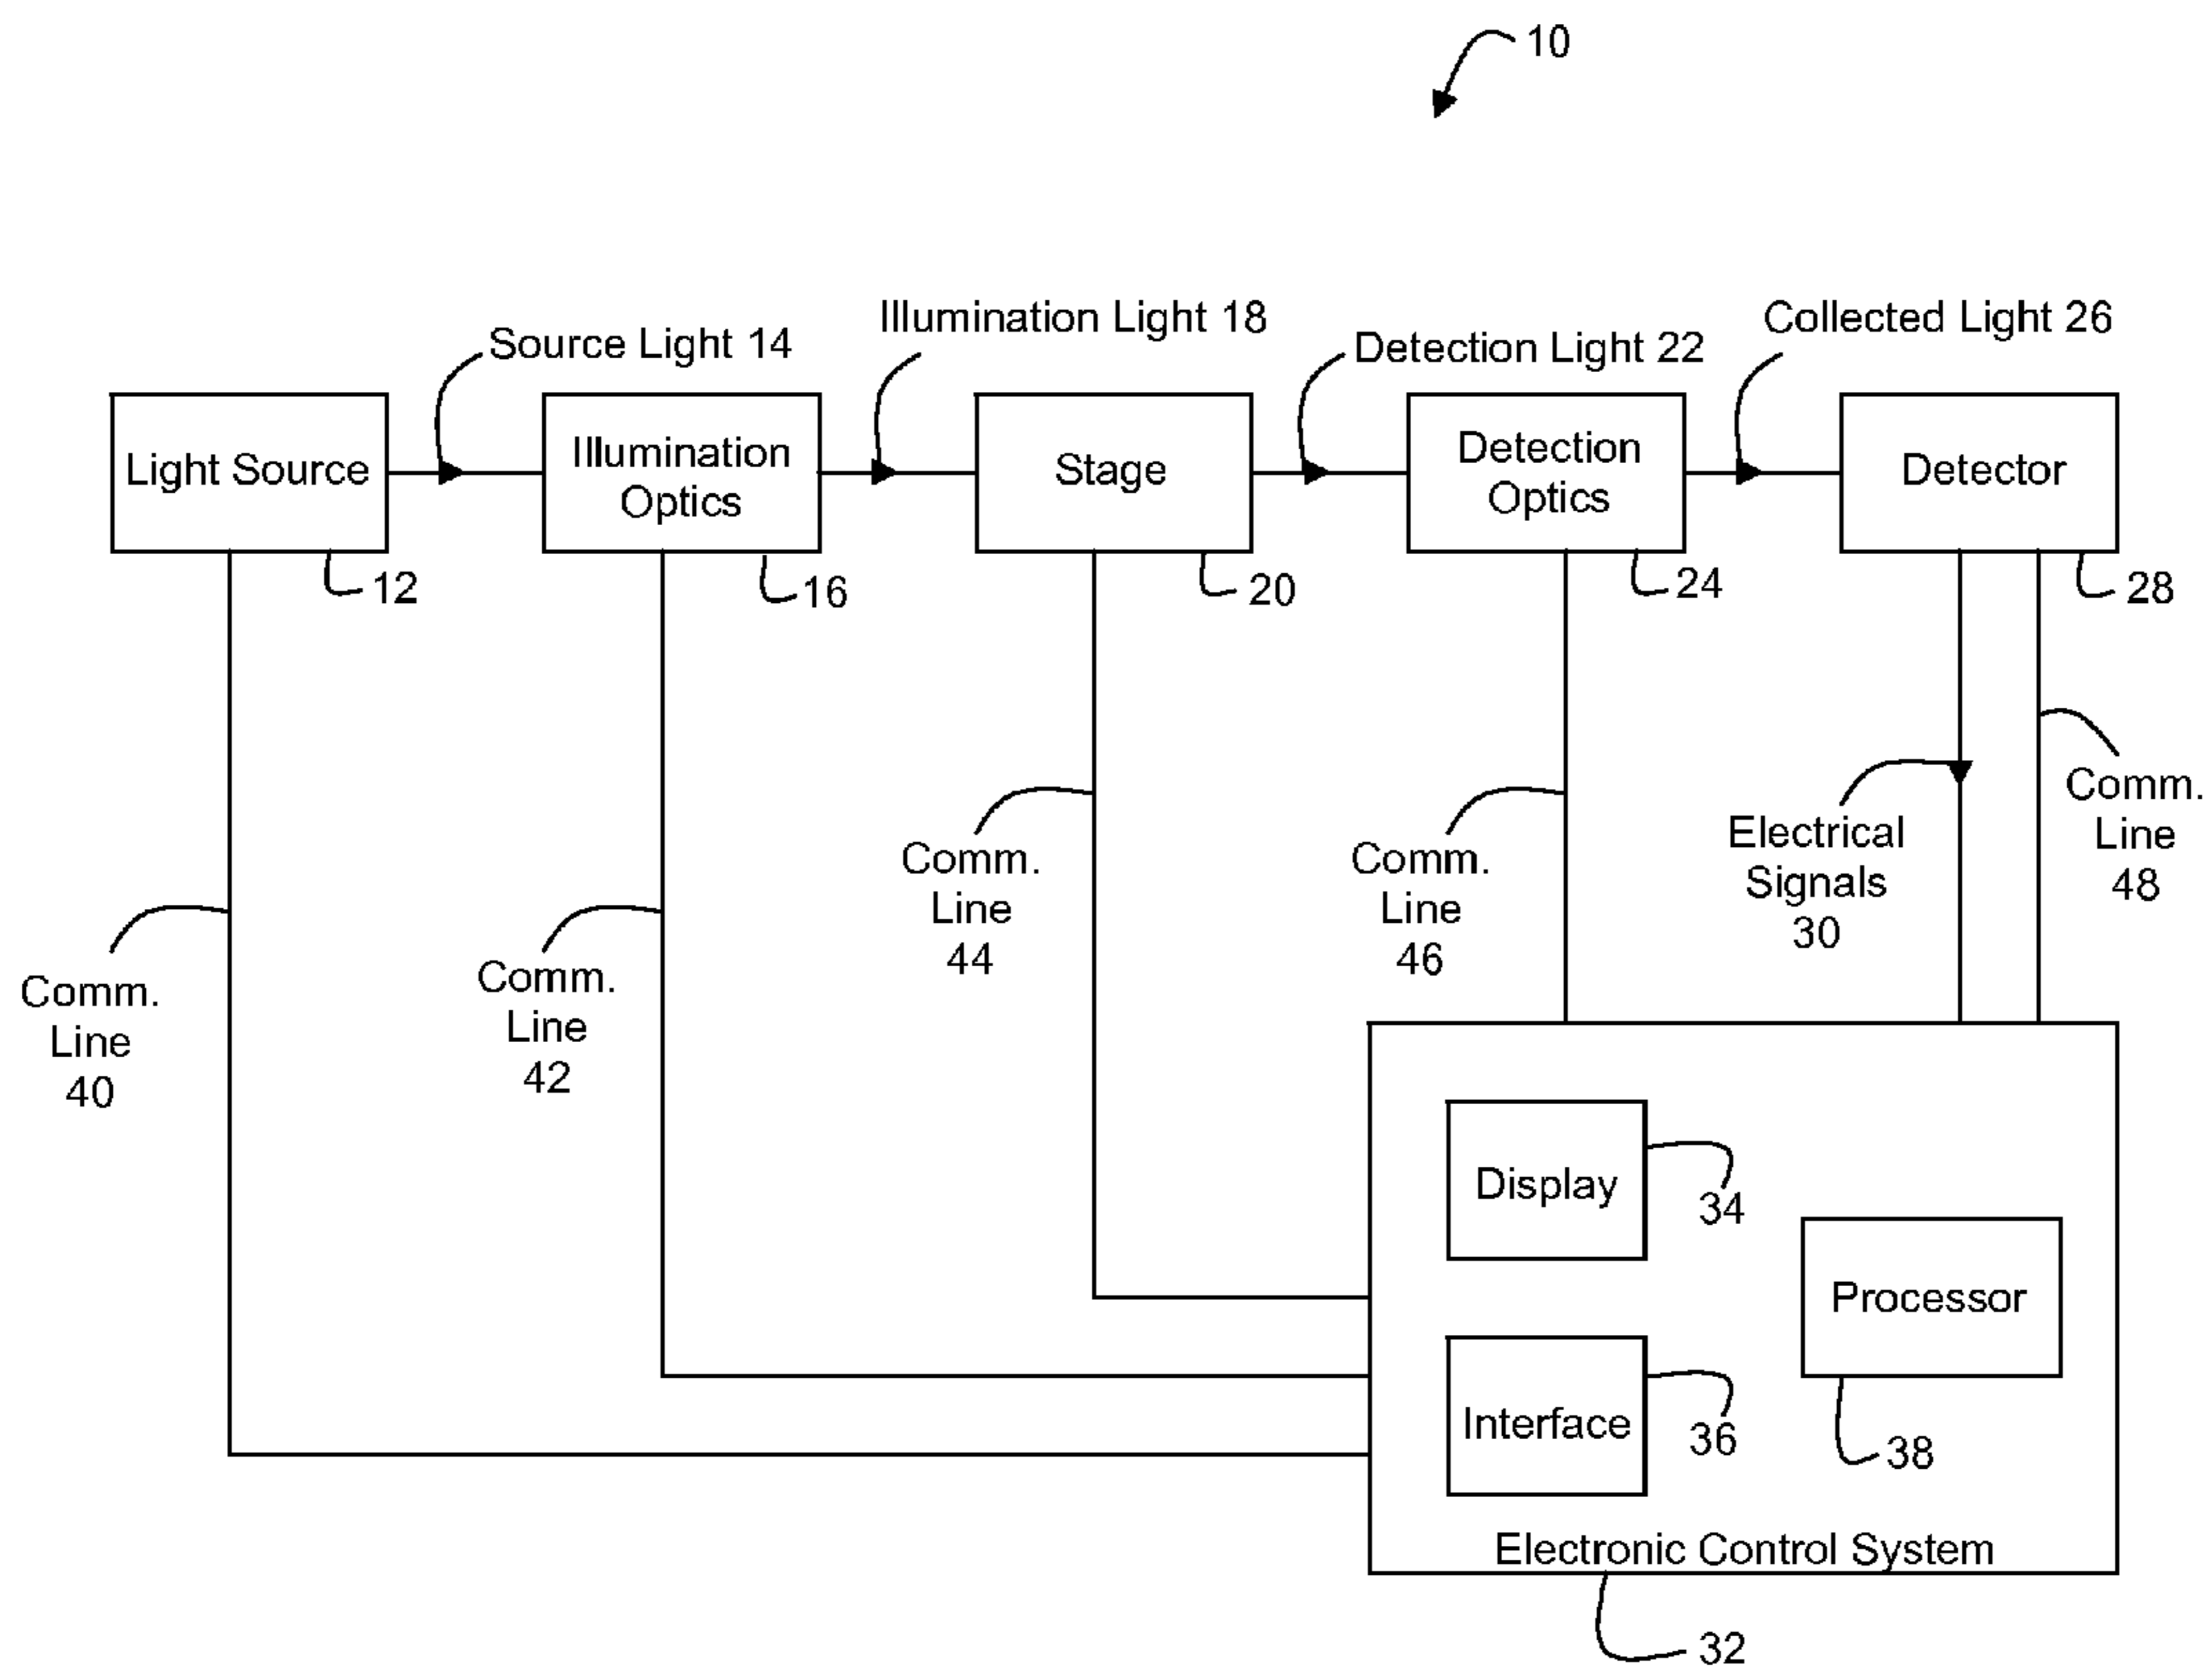 10
Source Light 14
Illumination Light 18
Detection Light 22
Collected Light 26
Light Source
Illumination
Optics
Stage
Detection
Optics
Detector
12
16
20
24
28
Comm.
Line
40
Comm.
Line
42
Comm.
Line
44
Comm.
Line
46
Electrical
Signals
30
Comm.
Line
48
Display
34
Processor
38
Interface
36
Electronic Control System
32